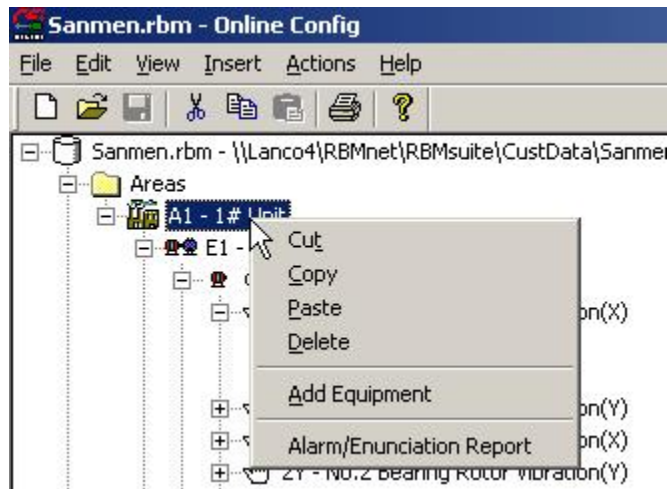 Sanmen.rbm - Online Config
File Edit View Insert Actions Help
Sanmen.rbm - \\Lanco4\RBMnet\RBMsuite\CustData\Sanmen
Areas
A1 - 1# Unit
E1 -
Cut
Copy
Paste
Delete
Add Equipment
Alarm/Enunciation Report
on(X)
on(Y)
on(X)
2Y - No.2 Bearing Rotor Vibration(Y)